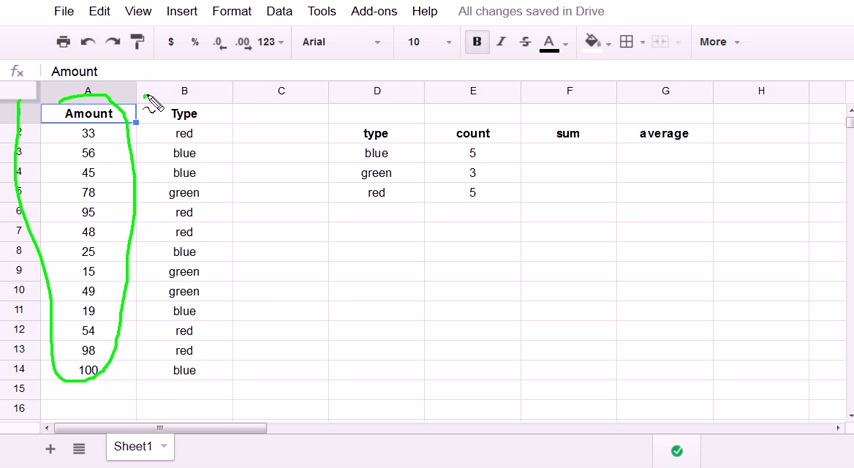 File Edit View Insert Format Data Tools Add-ons Help All changes saved in Drive
$ % .0 .00 123 Arial 10 B I S A More
fx Amount
A B C D E F G H
Amount Type
2 33 red type count sum average
3 56 blue blue 5
4 45 blue green 3
5 78 green red 5
6 95 red
7 48 red
8 25 blue
9 15 green
10 49 green
11 19 blue
12 54 red
13 98 red
14 100 blue
15
16
Sheet1